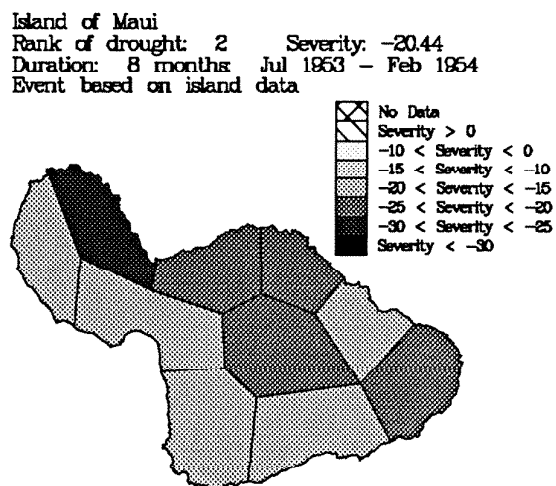 Island of Maui
Rank of drought: 2 Severity: -20.44
Duration: 8 months: Jul 1953 - Feb 1954
Event based on island data
No Data
Severity > 0
-10 < Severity < 0
-15 < Severity < -10
-20 < Severity < -15
-25 < Severity < -20
-30 < Severity < -25
Severity < -30